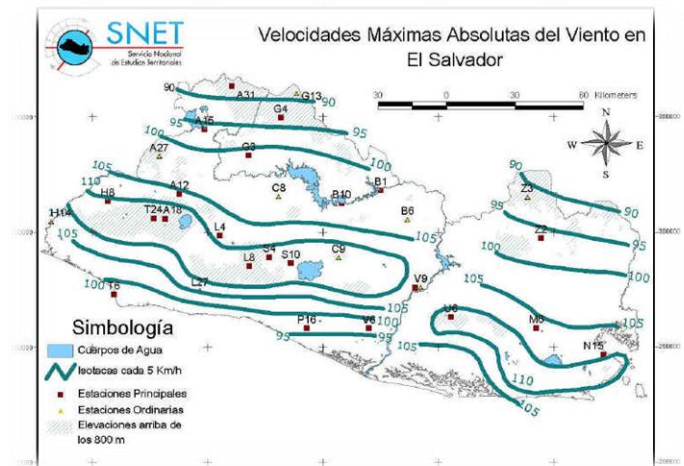 SNET
Servicio Nacional
de Estudios Territoriales
Velocidades Máximas Absolutas del Viento en
El Salvador
30 0 30 60 Kilometers
N
W E
S
90 A31 G13 90
G4
95 A15 95
100 G3 100
A27
105 A12 C8 B10 B1
110 H8
H14 T24 A18 L4 B6 105
105 L8 S4 S10 C9
L27 V9
100 T6 105
P16 V6 100
95 95
90 Z3 90
95 Z2 95
100 100
105 U6 M6 105
N15
105 110 110
105
Simbología
Cuerpos de Agua
Isotacas cada 5 Km/h
Estaciones Principales
Estaciones Ordinarias
Elevaciones arriba de
los 800 m